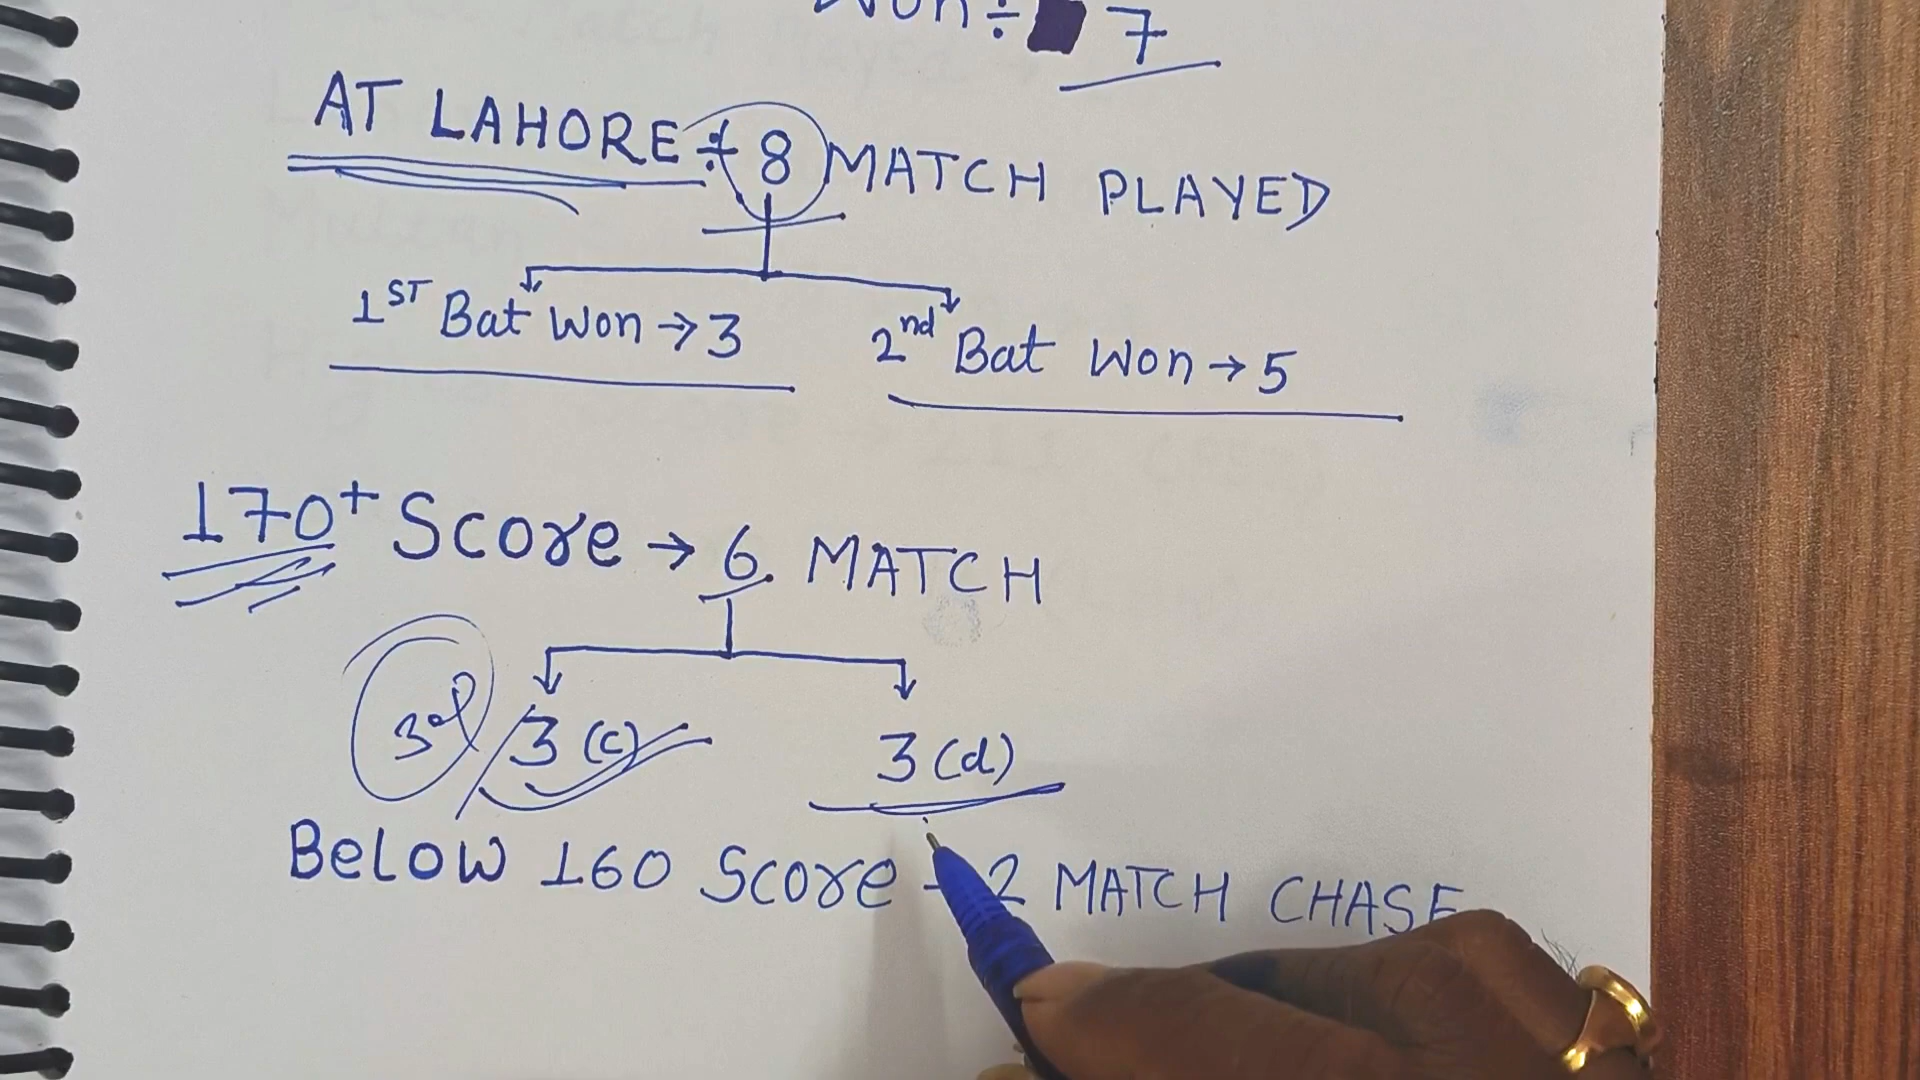 Won ÷ 7
AT LAHORE ÷ 8 MATCH PLAYED
1ST Bat Won → 3
2nd Bat Won → 5
170+ Score → 6 MATCH
3 (c)
3 (d)
Below 160 Score - 2 MATCH CHASE